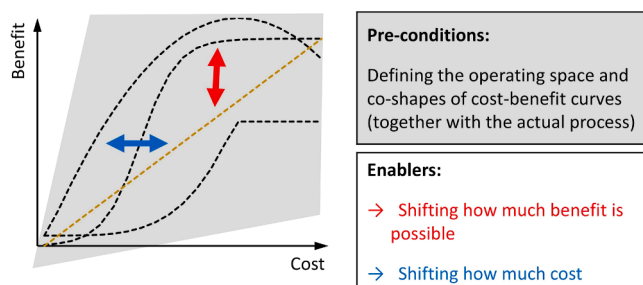 Benefit
Cost
Pre-conditions:
Defining the operating space and
co-shapes of cost-benefit curves
(together with the actual process)
Enablers:
→ Shifting how much benefit is
possible
→ Shifting how much cost